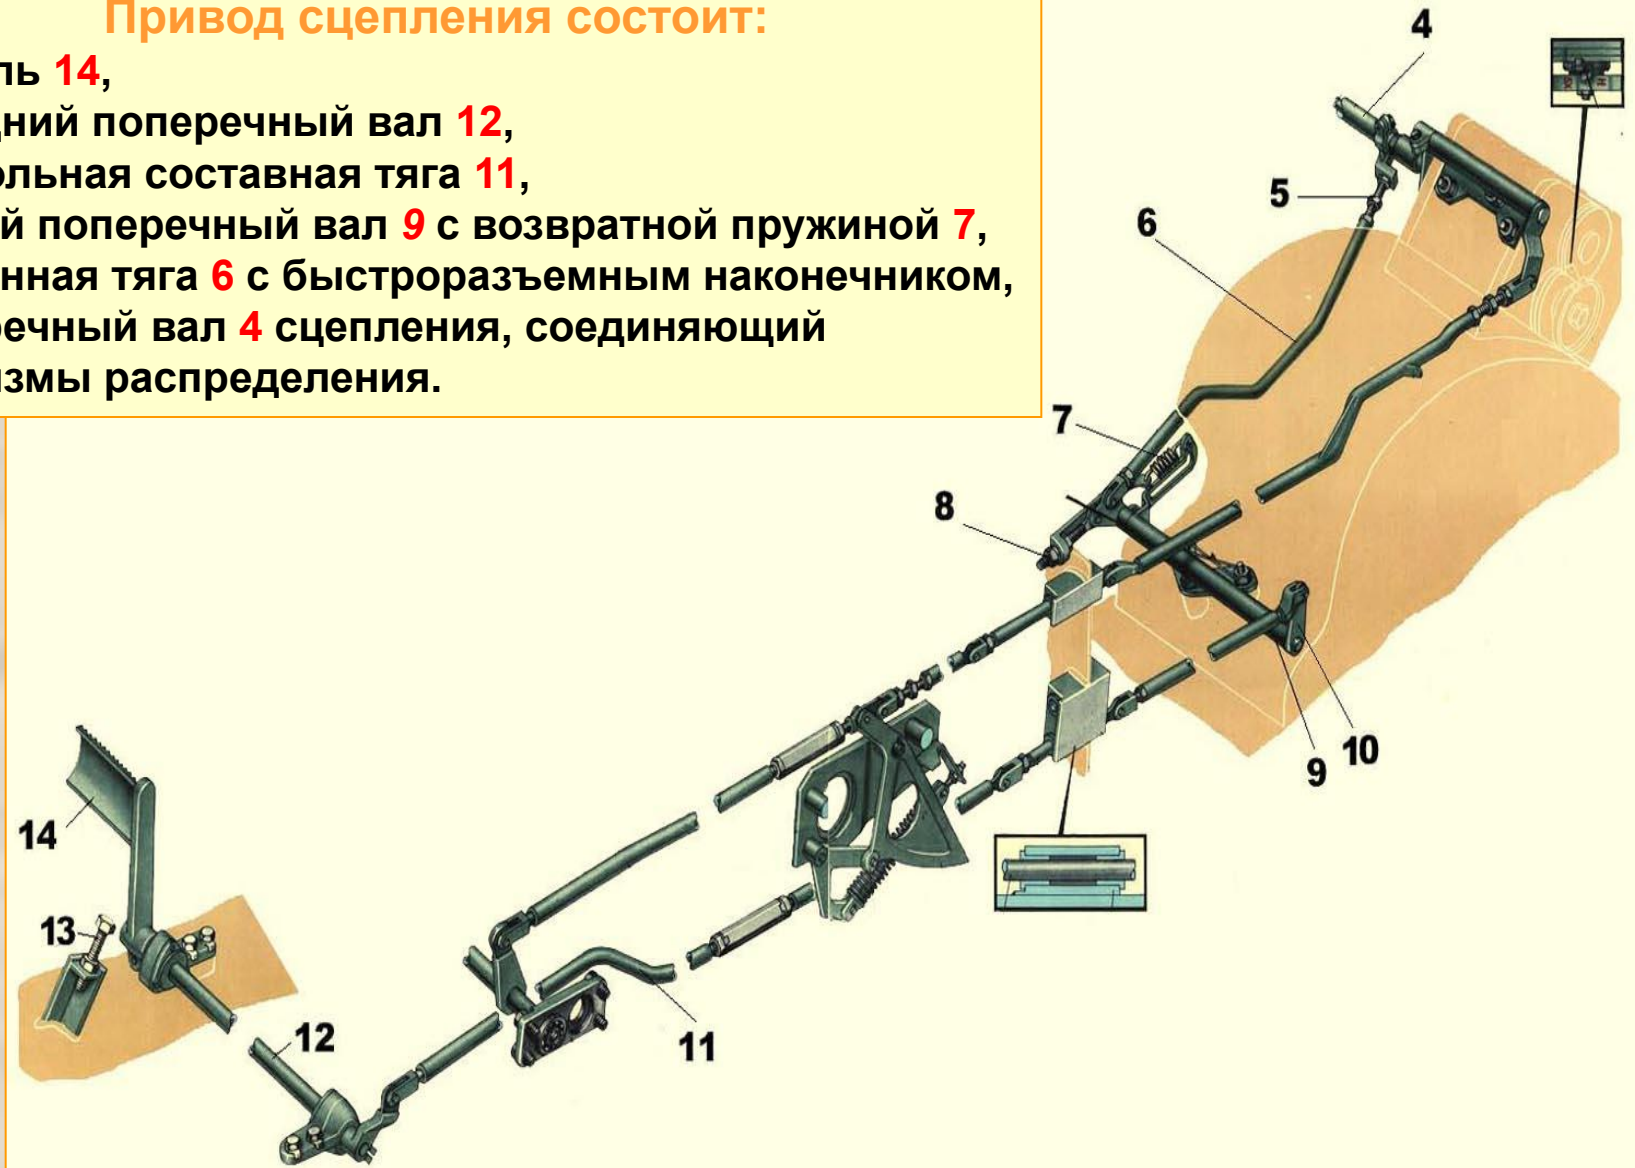 Привод сцепления состоит:
ль 14,
дний поперечный вал 12,
ольная составная тяга 11,
й поперечный вал 9 с возвратной пружиной 7,
нная тяга 6 с быстроразъемным наконечником,
речный вал 4 сцепления, соединяющий
измы распределения.
4
5
6
7
8
9
10
14
13
12
11